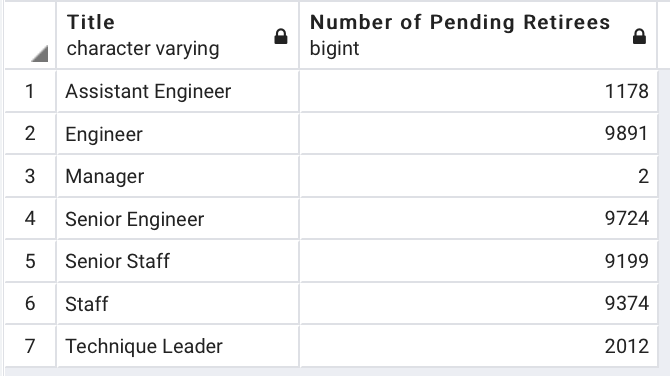 Title Number of Pending Retirees
character varying bigint
1 Assistant Engineer 1178
2 Engineer 9891
3 Manager 2
4 Senior Engineer 9724
5 Senior Staff 9199
6 Staff 9374
7 Technique Leader 2012